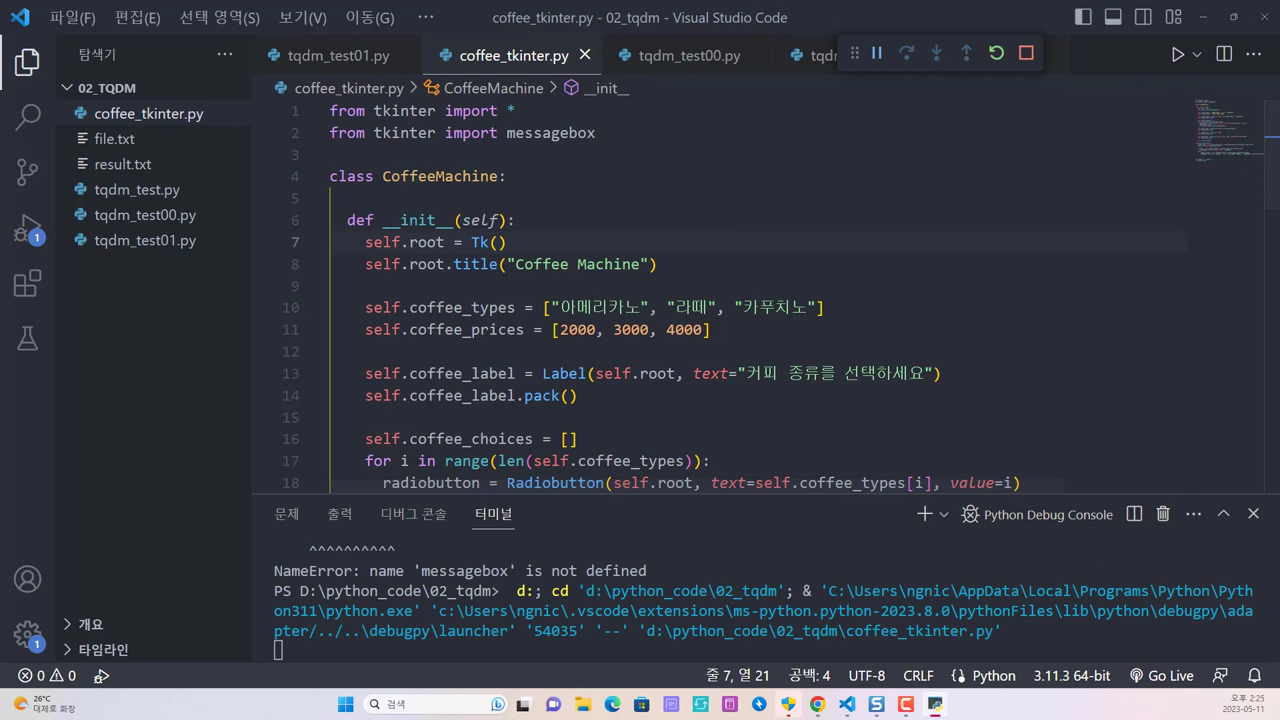 파일(F) 편집(E) 선택 영역(S) 보기(V) 이동(G) ··· coffee_tkinter.py - 02_tqdm - Visual Studio Code
탐색기 ···
tqdm_test01.py coffee_tkinter.py tqdm_test00.py tqdm
02_TQDM
coffee_tkinter.py
file.txt
result.txt
tqdm_test.py
tqdm_test00.py
tqdm_test01.py
coffee_tkinter.py > CoffeeMachine > __init__
1 from tkinter import *
2 from tkinter import messagebox
3
4 class CoffeeMachine:
5
6 def __init__(self):
7 self.root = Tk()
8 self.root.title("Coffee Machine")
9
10 self.coffee_types = ["아메리카노", "라떼", "카푸치노"]
11 self.coffee_prices = [2000, 3000, 4000]
12
13 self.coffee_label = Label(self.root, text="커피 종류를 선택하세요")
14 self.coffee_label.pack()
15
16 self.coffee_choices = []
17 for i in range(len(self.coffee_types)):
18 radiobutton = Radiobutton(self.root, text=self.coffee_types[i], value=i)
1
문제 출력 디버그 콘솔 터미널 Python Debug Console
^^^^^^^^^^
NameError: name 'messagebox' is not defined
PS D:\python_code\02_tqdm> d:; cd 'd:\python_code\02_tqdm'; & 'C:\Users\ngnic\AppData\Local\Programs\Python\Pyth
on311\python.exe' 'c:\Users\ngnic\.vscode\extensions\ms-python.python-2023.8.0\pythonFiles\lib\python\debugpy\ada
pter/../..\debugpy\launcher' '54035' '--' 'd:\python_code\02_tqdm\coffee_tkinter.py'
개요
타임라인
1
0 0 줄 7, 열 21 공백: 4 UTF-8 CRLF Python 3.11.3 64-bit Go Live
26°C
대체로 화창
검색
오후 2:25
2023-05-11